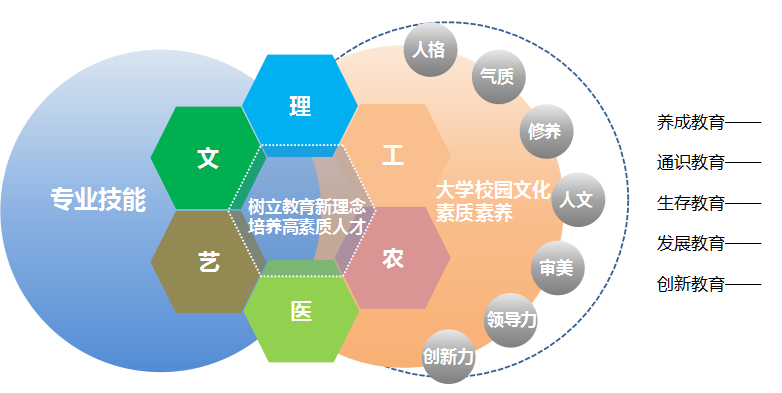 人格
气质
理
修养
养成教育——
文
工
通识教育——
专业技能
树立教育新理念
培养高素质人才
大学校园文化
素质素养
人文
生存教育——
发展教育——
艺
农
审美
创新教育——
医
领导力
创新力